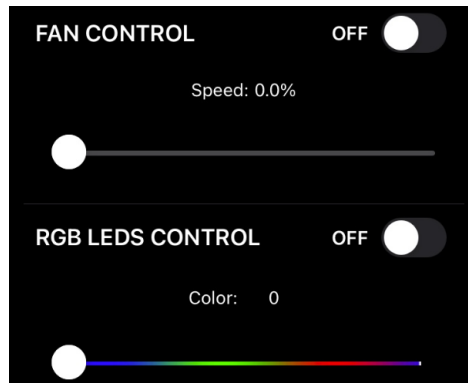 FAN CONTROL OFF
Speed: 0.0%
RGB LEDS CONTROL OFF
Color: 0